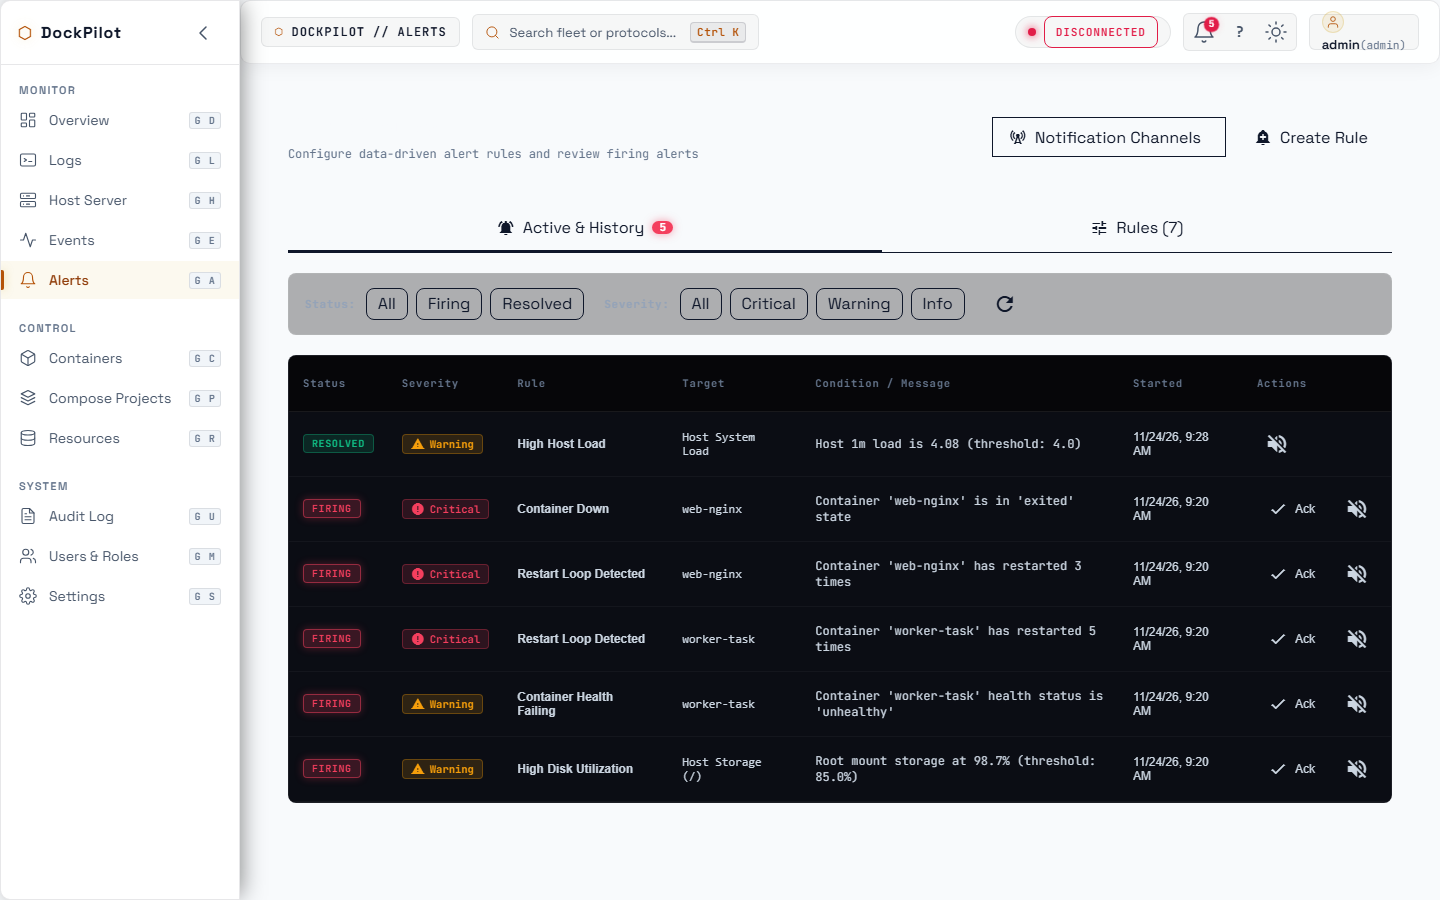 DockPilot
MONITOR
Overview G D
Logs G L
Host Server G H
Events G E
Alerts G A
CONTROL
Containers G C
Compose Projects G P
Resources G R
SYSTEM
Audit Log G U
Users & Roles G M
Settings G S
DOCKPILOT // ALERTS
Search fleet or protocols... Ctrl K
DISCONNECTED
5
?
admin(admin)
Configure data-driven alert rules and review firing alerts
Notification Channels
Create Rule
Active & History 5
Rules (7)
Status: All Firing Resolved Severity: All Critical Warning Info
Status Severity Rule Target Condition / Message Started Actions
RESOLVED Warning High Host Load Host System Load Host 1m load is 4.08 (threshold: 4.0) 11/24/26, 9:28 AM
FIRING Critical Container Down web-nginx Container 'web-nginx' is in 'exited' state 11/24/26, 9:20 AM Ack
FIRING Critical Restart Loop Detected web-nginx Container 'web-nginx' has restarted 3 times 11/24/26, 9:20 AM Ack
FIRING Critical Restart Loop Detected worker-task Container 'worker-task' has restarted 5 times 11/24/26, 9:20 AM Ack
FIRING Warning Container Health Failing worker-task Container 'worker-task' health status is 'unhealthy' 11/24/26, 9:20 AM Ack
FIRING Warning High Disk Utilization Host Storage (/) Root mount storage at 98.7% (threshold: 85.0%) 11/24/26, 9:20 AM Ack